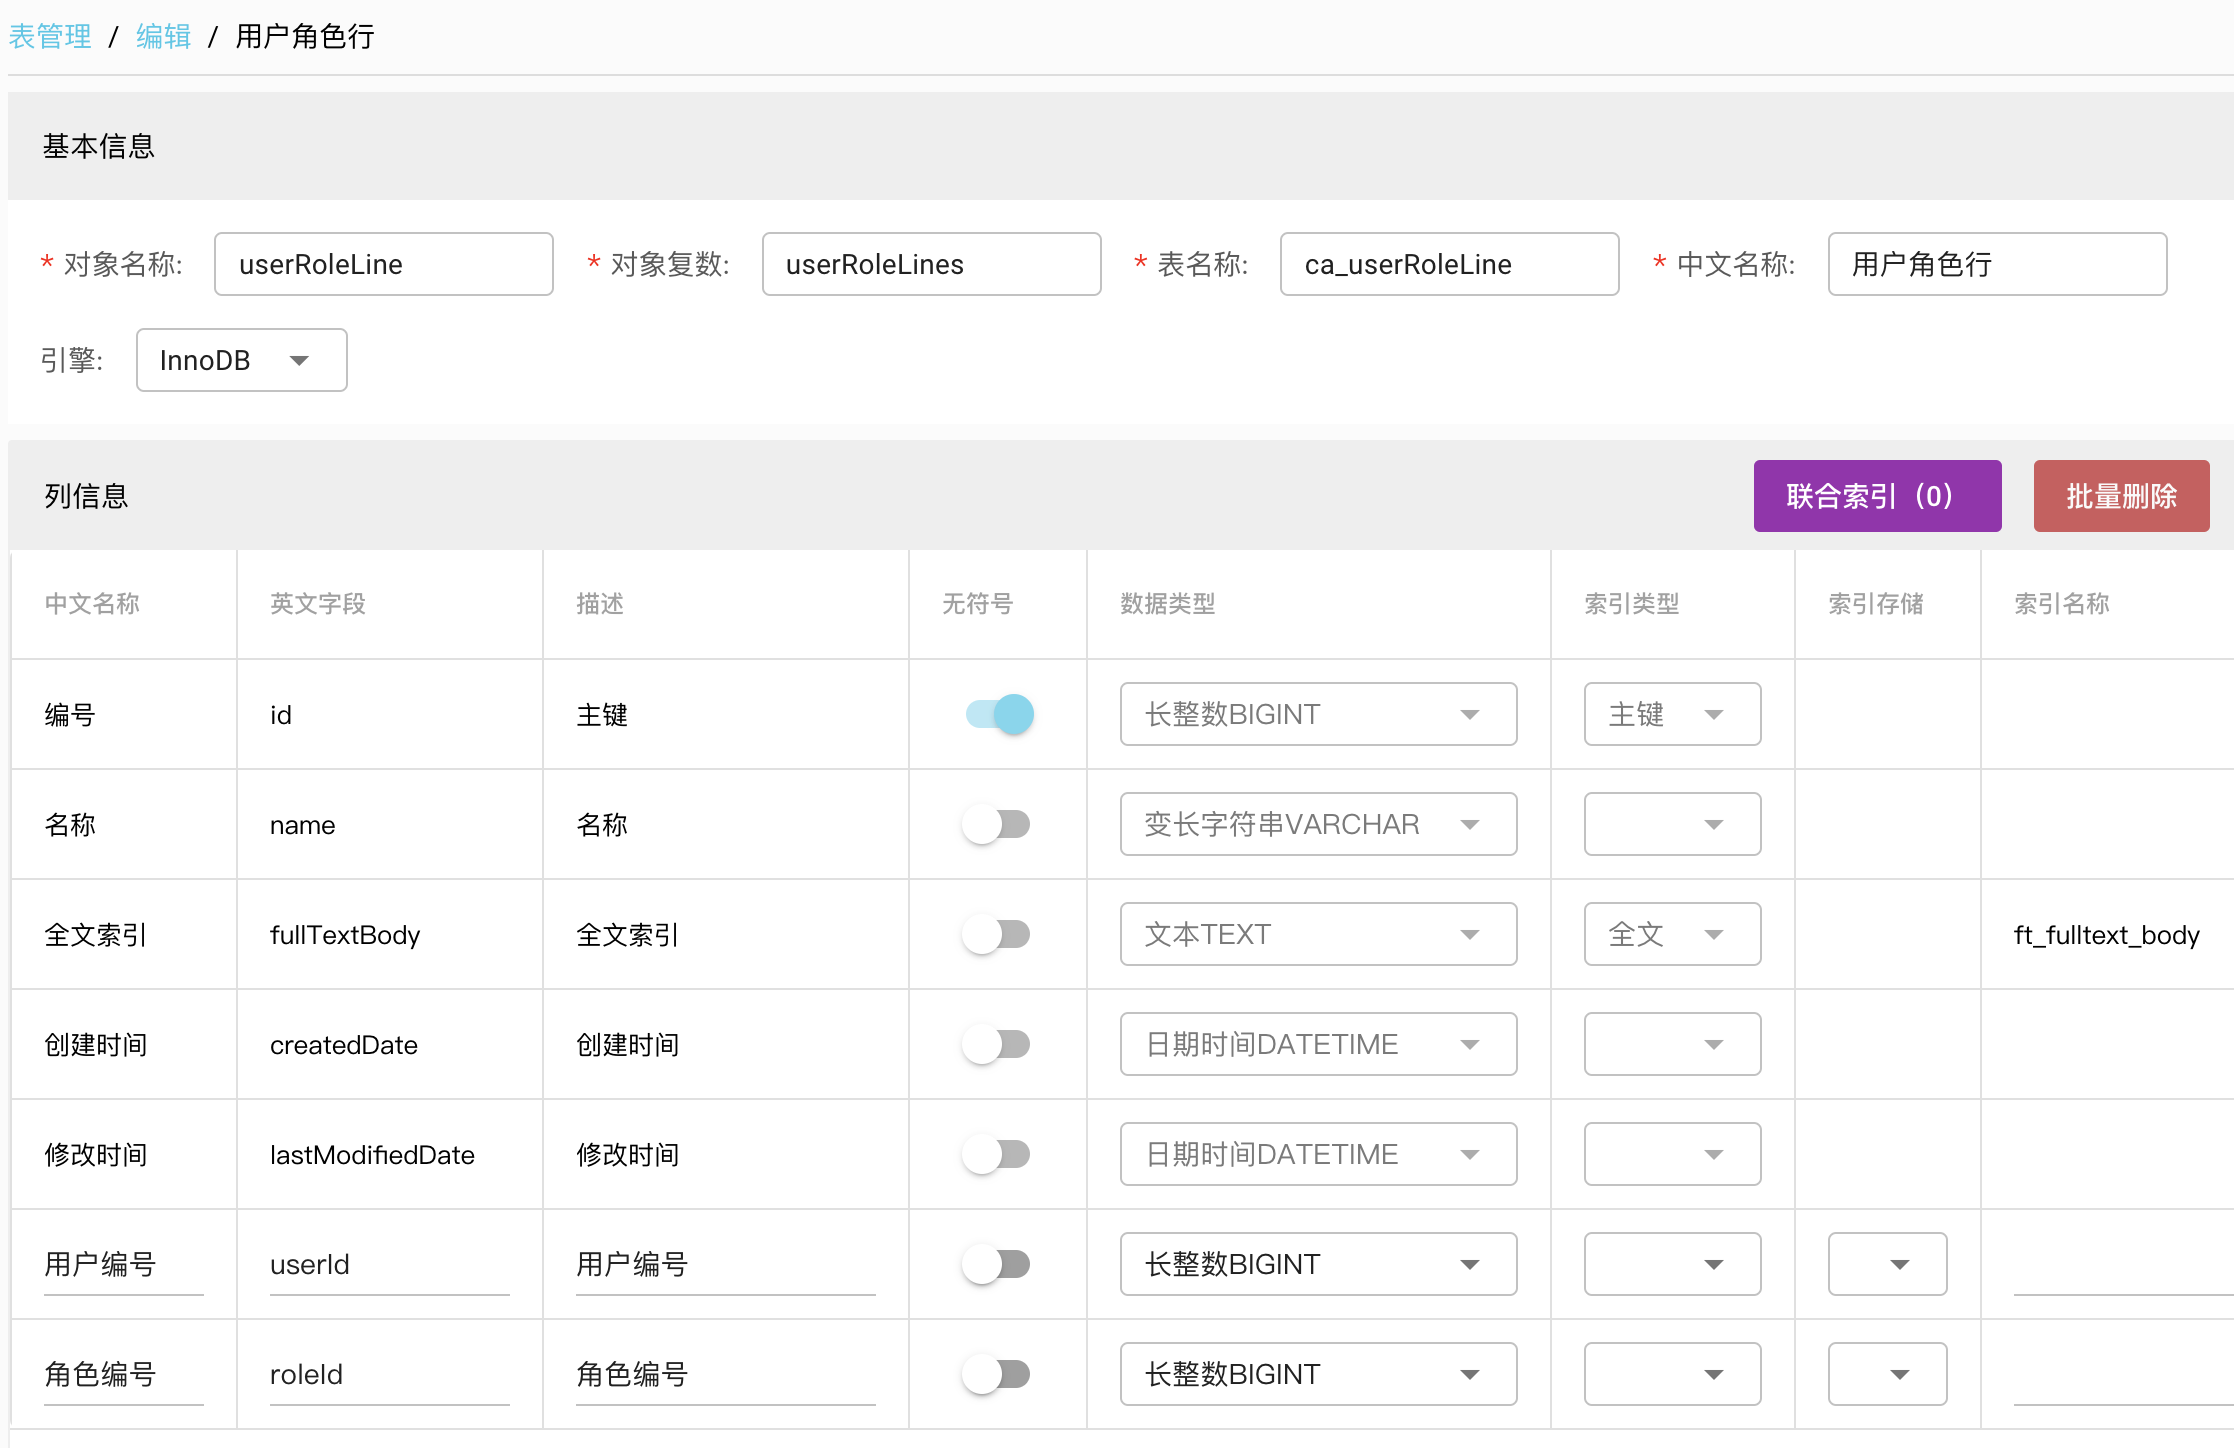 表管理 / 编辑 / 用户角色行
基本信息
* 对象名称: userRoleLine * 对象复数: userRoleLines * 表名称: ca_userRoleLine * 中文名称: 用户角色行
引擎: InnoDB
列信息 联合索引（0） 批量删除
中文名称 英文字段 描述 无符号 数据类型 索引类型 索引存储 索引名称
编号 id 主键 长整数BIGINT 主键
名称 name 名称 变长字符串VARCHAR
全文索引 fullTextBody 全文索引 文本TEXT 全文 ft_fulltext_body
创建时间 createdDate 创建时间 日期时间DATETIME
修改时间 lastModifiedDate 修改时间 日期时间DATETIME
用户编号 userId 用户编号 长整数BIGINT
角色编号 roleId 角色编号 长整数BIGINT